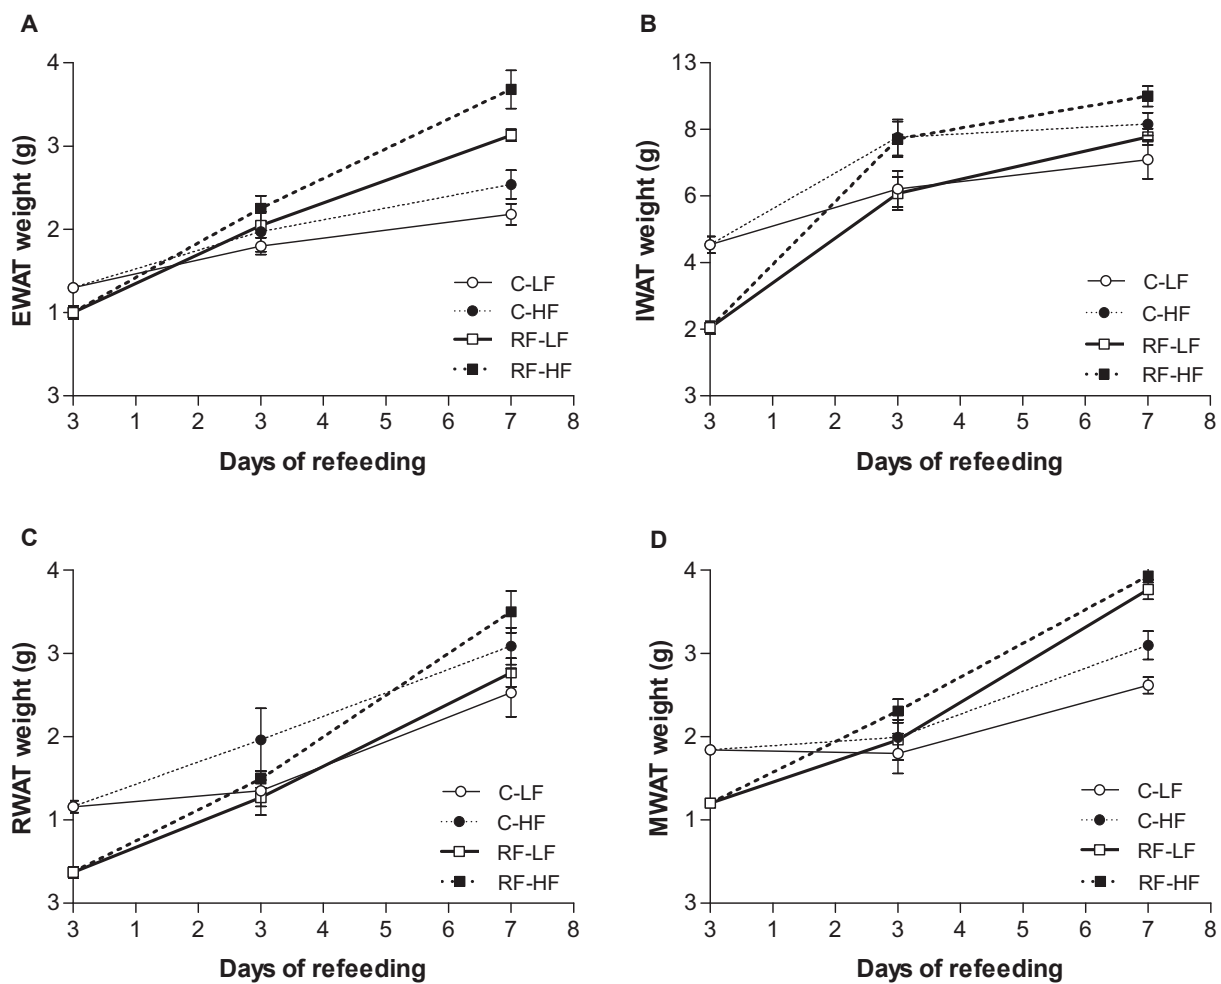 A
EWAT weight (g)
4
3
2
1
3
3 1 2 3 4 5 6 7 8
Days of refeeding
C-LF
C-HF
RF-LF
RF-HF
B
IWAT weight (g)
13
8
6
4
2
3
3 1 2 3 4 5 6 7 8
Days of refeeding
C-LF
C-HF
RF-LF
RF-HF
C
RWAT weight (g)
4
3
2
1
3
3 1 2 3 4 5 6 7 8
Days of refeeding
C-LF
C-HF
RF-LF
RF-HF
D
MWAT weight (g)
4
3
2
1
3
3 1 2 3 4 5 6 7 8
Days of refeeding
C-LF
C-HF
RF-LF
RF-HF